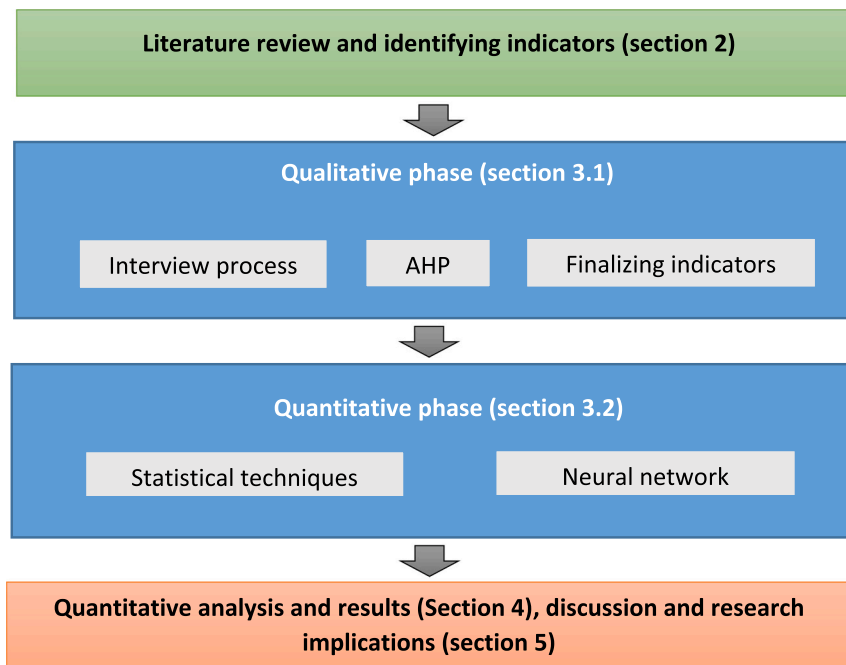 Literature review and identifying indicators (section 2)
Qualitative phase (section 3.1)
Interview process
AHP
Finalizing indicators
Quantitative phase (section 3.2)
Statistical techniques
Neural network
Quantitative analysis and results (Section 4), discussion and research
implications (section 5)